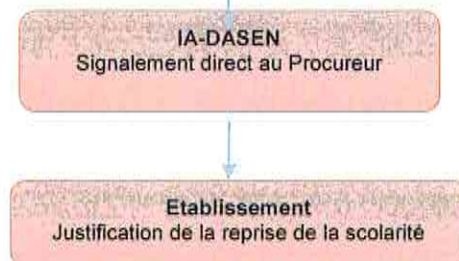 IA-DASEN
Signalement direct au Procureur
Etablissement
Justification de la reprise de la scolarité